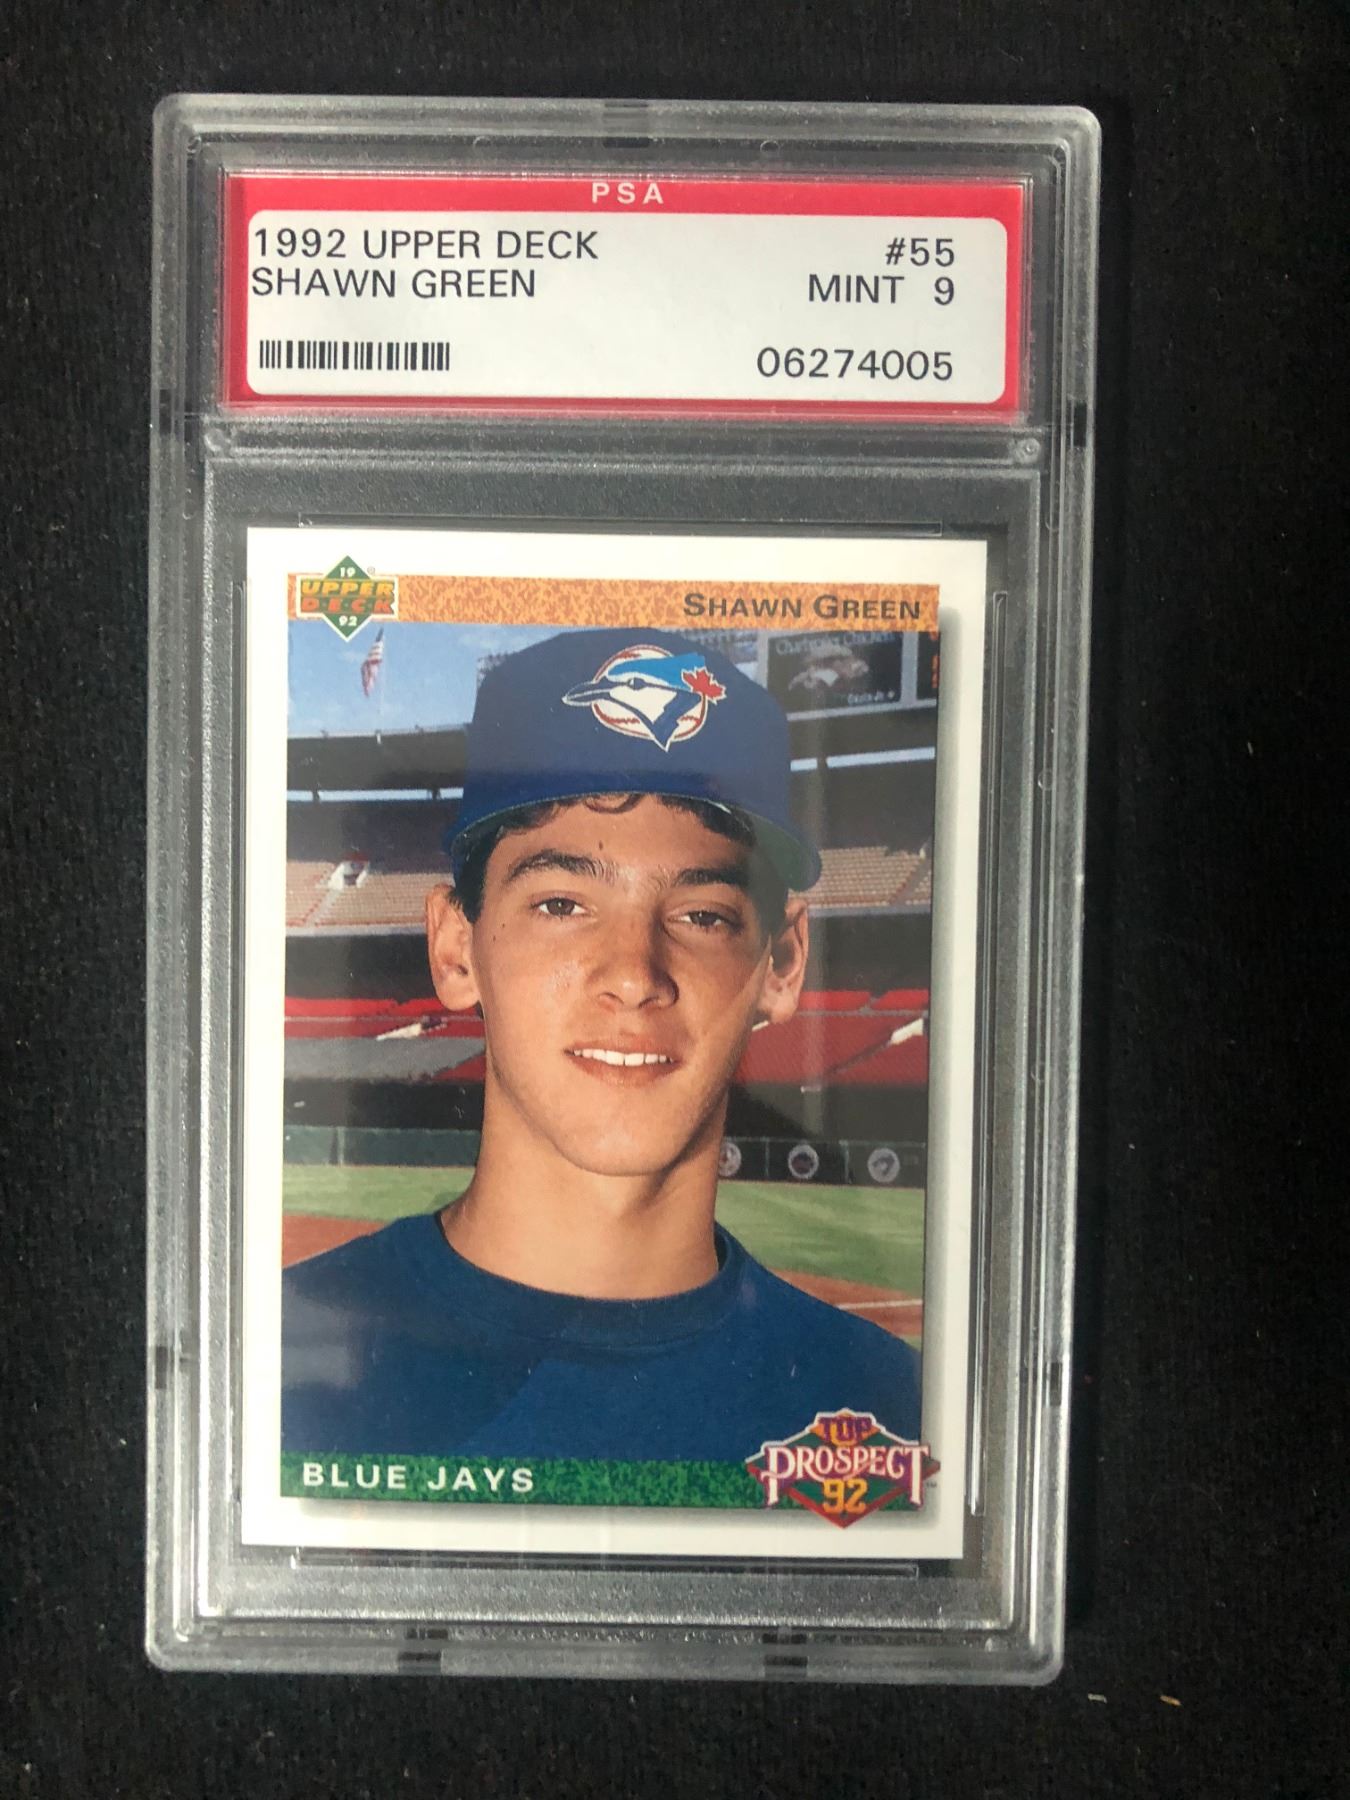 PSA
1992 UPPER DECK #55
SHAWN GREEN MINT 9
06274005
19
UPPER
DECK
92
SHAWN GREEN
BLUE JAYS
TOP
PROSPECT
92